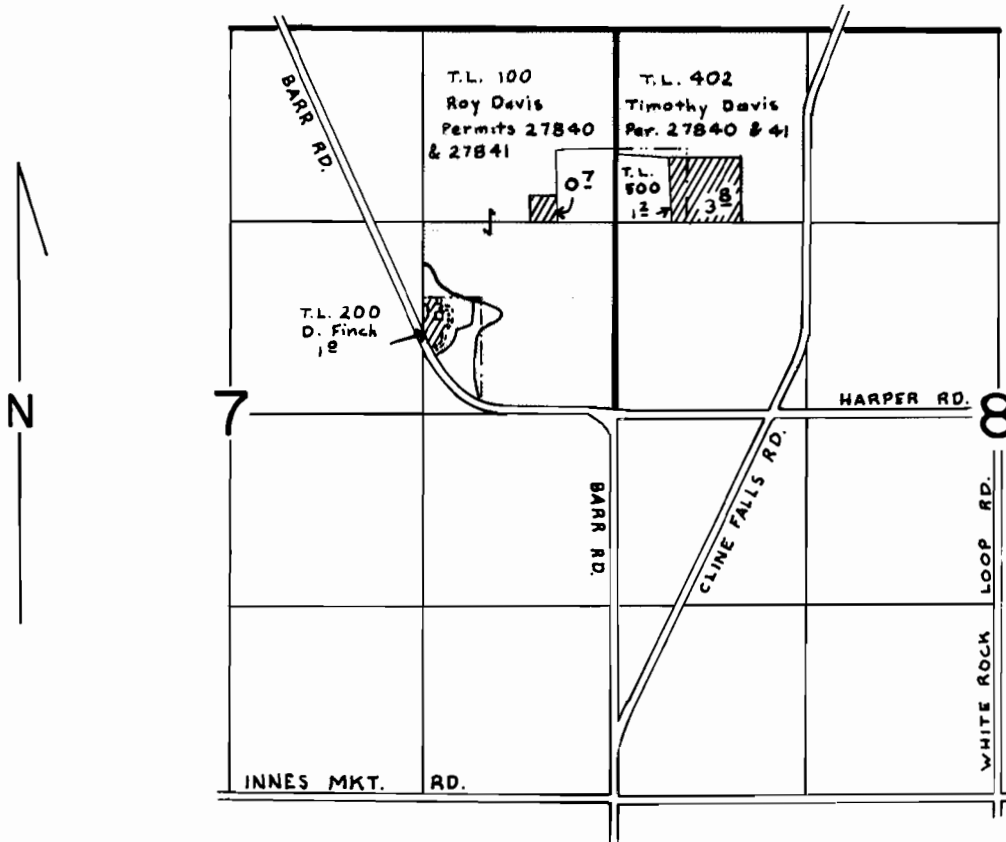 BARR RD.
T.L. 100
Roy Davis
Permits 27840
& 27841
T.L. 402
Timothy Davis
Per. 27840 & 41
0 7
T.L.
500
1 2
3 8
T.L. 200
D. Finch
1 0
N
7
HARPER RD.
8
BARR RD.
CLINE FALLS RD.
WHITE ROCK LOOP RD.
INNES MKT. RD.